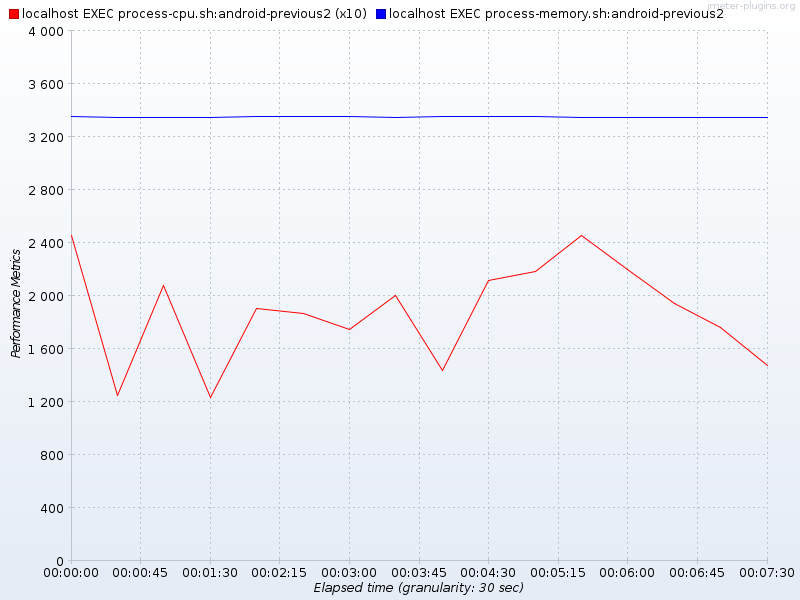 jmeter-plugins.org
localhost EXEC process-cpu.sh:android-previous2 (x10) localhost EXEC process-memory.sh:android-previous2
4 000
3 600
3 200
2 800
2 400
2 000
1 600
1 200
800
400
0
Performance Metrics
00:00:00 00:00:45 00:01:30 00:02:15 00:03:00 00:03:45 00:04:30 00:05:15 00:06:00 00:06:45 00:07:30
Elapsed time (granularity: 30 sec)